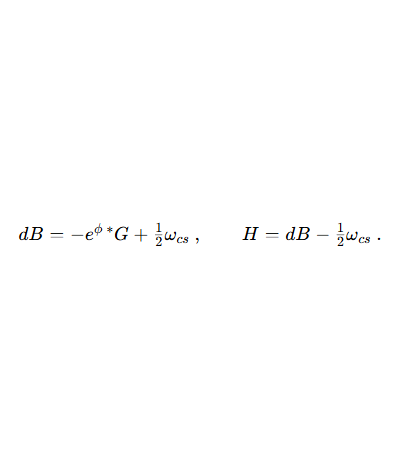 dB = −e^ϕ *G + ½ω_cs , H = dB − ½ω_cs .